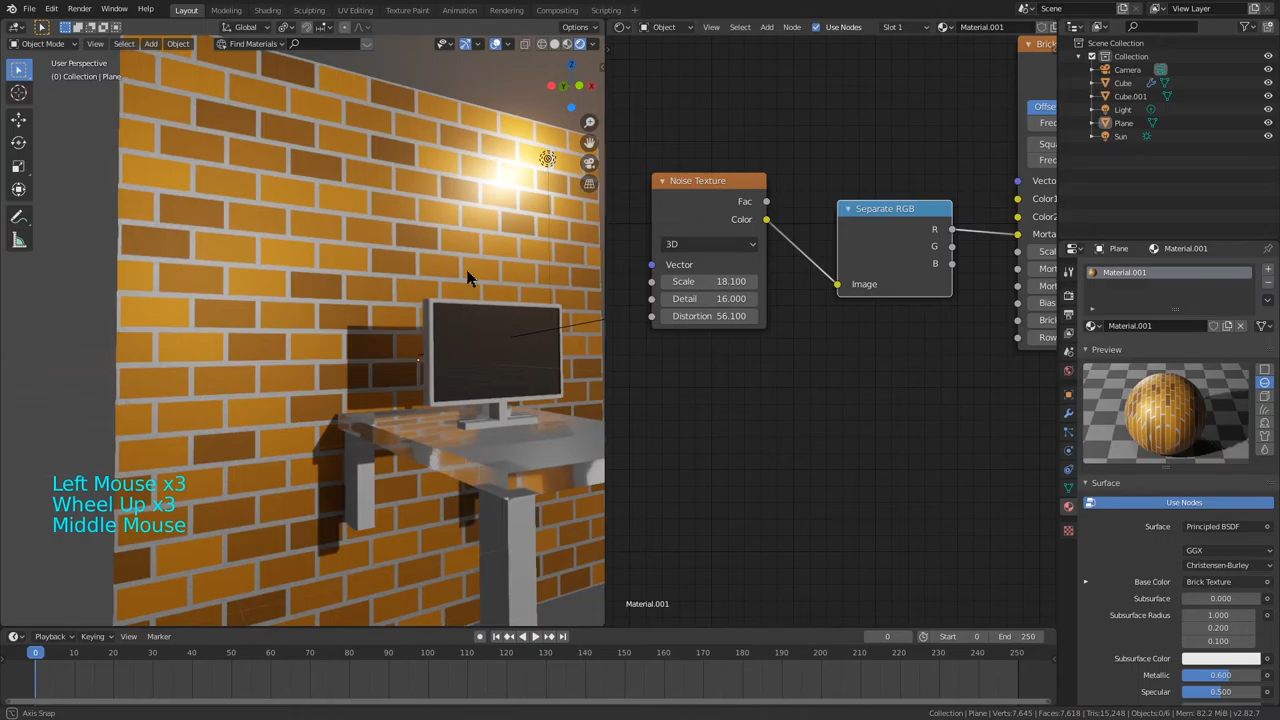 File Edit Render Window Help Layout Modeling Sculpting UV Editing Texture Paint Shading Animation Rendering Compositing Scripting Scene View Layer
Global Options
Object Mode View Select Add Object Find Materials
User Perspective
(0) Collection | Plane
Left Mouse x3
Wheel Up x3
Middle Mouse
Object View Select Add Node Use Nodes Slot 1 Material.001
Noise Texture
Fac
Color
3D
Vector
Scale 18.100
Detail 16.000
Distortion 56.100
Separate RGB
R
G
B
Image
Brick
Offse
Freq
Squa
Freq
Vector
Color1
Color2
Morta
Scal
Mort
Mort
Bias
Brick
Row
Material.001
Scene Collection
Collection
Camera
Cube
Cube.001
Light
Plane
Sun
Plane Material.001
Material.001
Material.001
Preview
Surface
Use Nodes
Surface Principled BSDF
GGX
Christensen-Burley
Base Color Brick Texture
Subsurface 0.000
Subsurface Radius 1.000
0.200
0.100
Subsurface Color
Metallic 0.600
Specular 0.500
Playback Keying View Marker 0 Start 0 End 250
0 10 20 30 40 50 60 70 80 90 100 110 120 130 140 150 160 170 180 190 200 210 220 230 240 250
Axis Snap Collection | Plane | Verts:7,645 | Faces:7,618 | Tris:15,248 | Objects:0/6 | Mem: 82.2 MiB | v2.82.7